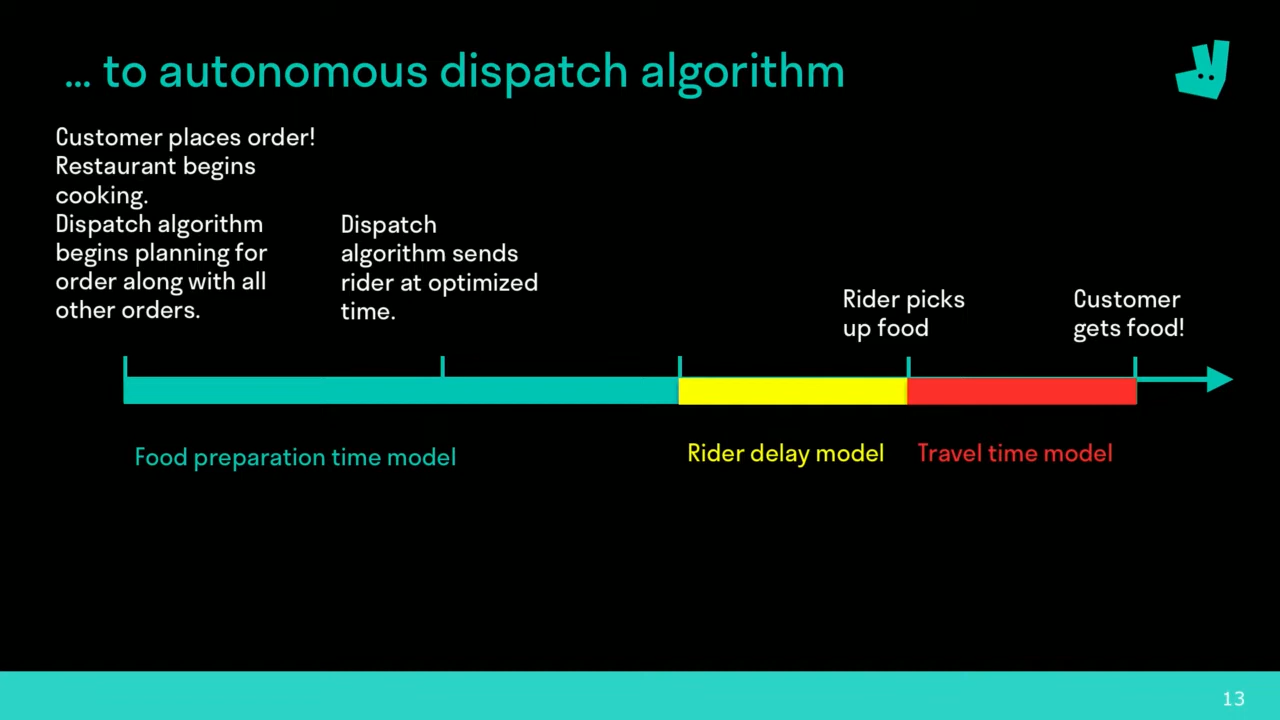 ... to autonomous dispatch algorithm
Customer places order!
Restaurant begins
cooking.
Dispatch algorithm
begins planning for
order along with all
other orders.
Dispatch
algorithm sends
rider at optimized
time.
Rider picks
up food
Customer
gets food!
Food preparation time model
Rider delay model
Travel time model
13